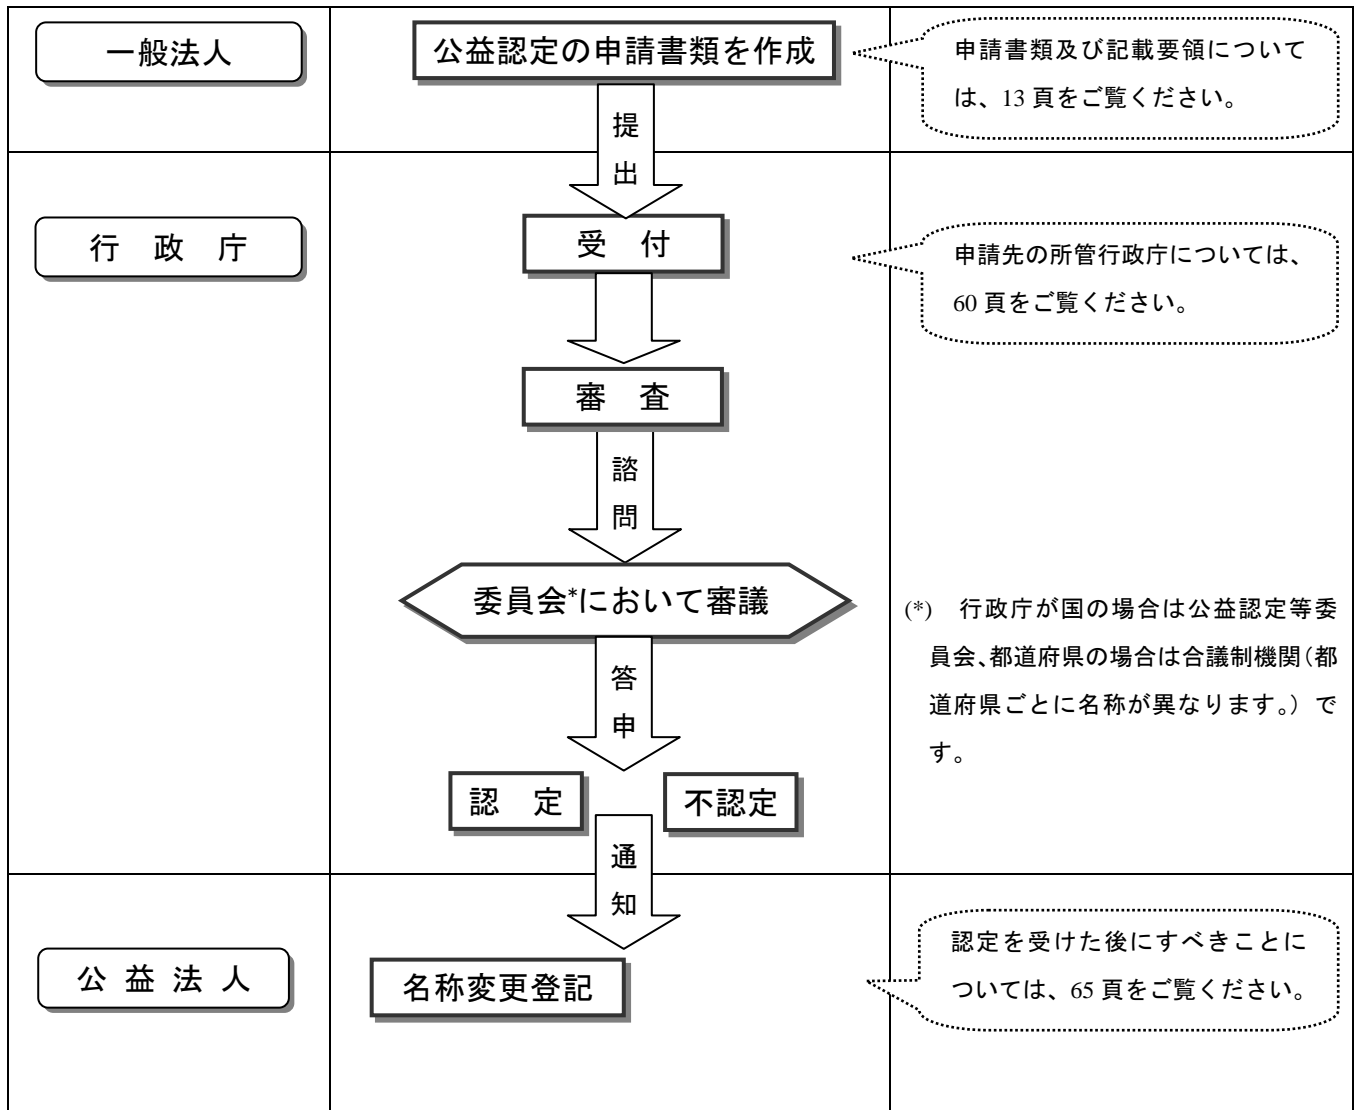 一般法人
公益認定の申請書類を作成
申請書類及び記載要領について
は、13 頁をご覧ください。
提
出
行 政 庁
受 付
申請先の所管行政庁については、
60 頁をご覧ください。
審 査
諮
問
委員会*において審議
(*) 行政庁が国の場合は公益認定等委
員会、都道府県の場合は合議制機関(都
道府県ごとに名称が異なります。) で
す。
答
申
認 定
不認定
通
知
公 益 法 人
名称変更登記
認定を受けた後にすべきことに
ついては、65 頁をご覧ください。